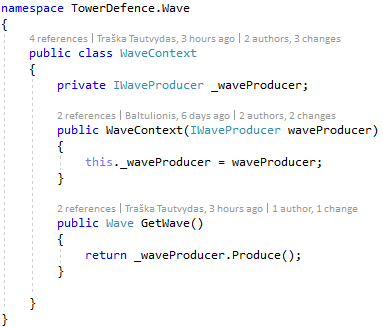 namespace TowerDefence.Wave
{
4 references | Traška Tautvydas, 3 hours ago | 2 authors, 3 changes
public class WaveContext
{
private IWaveProducer _waveProducer;
2 references | Baltulionis, 6 days ago | 2 authors, 2 changes
public WaveContext(IWaveProducer waveProducer)
{
this._waveProducer = waveProducer;
}
2 references | Traška Tautvydas, 3 hours ago | 1 author, 1 change
public Wave GetWave()
{
return _waveProducer.Produce();
}
}
}